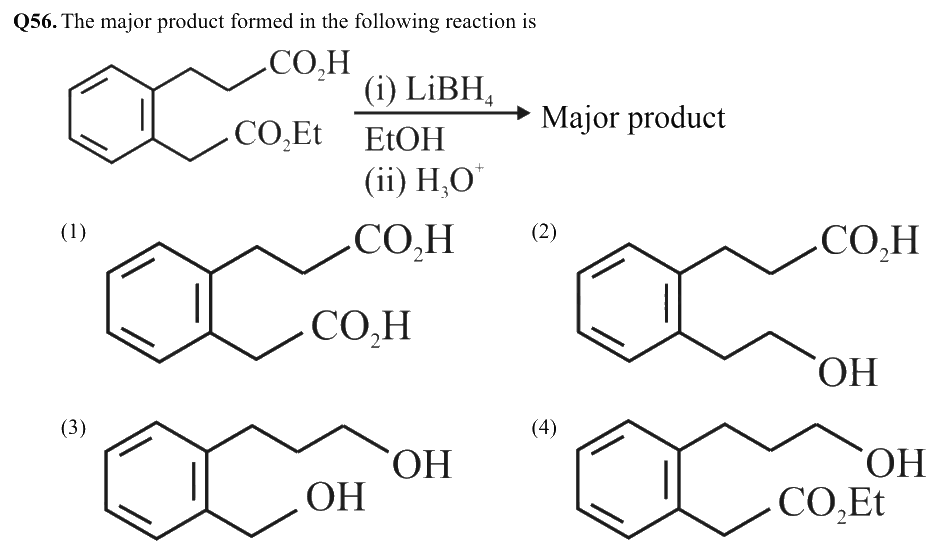 Q56. The major product formed in the following reaction is
CO₂H
(i) LiBH₄
CO₂Et
EtOH
Major product
(ii) H₃O⁺
(1)
CO₂H
CO₂H
(2)
CO₂H
OH
(3)
OH
OH
(4)
OH
CO₂Et